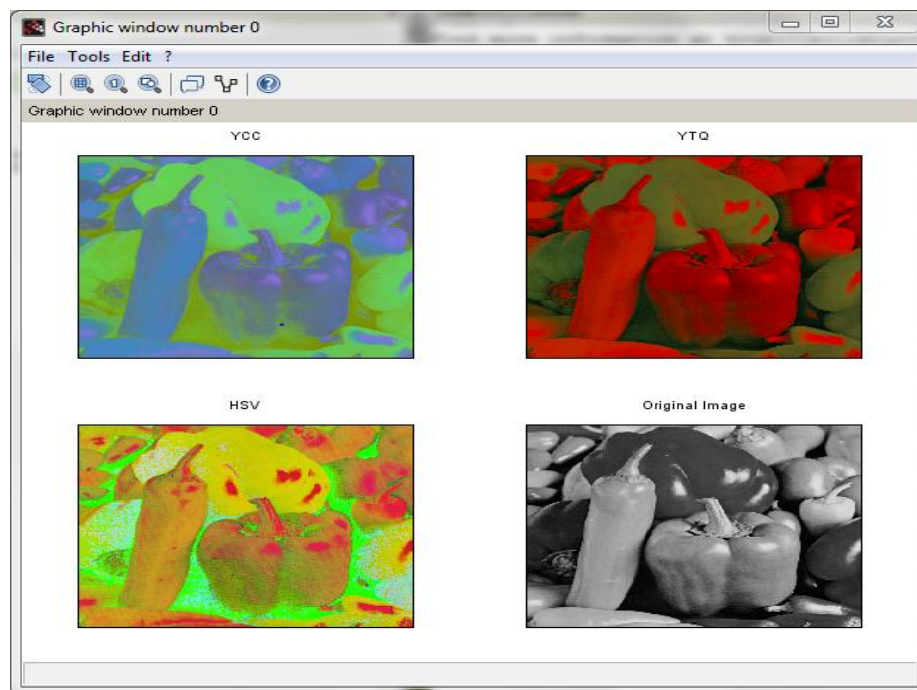 Graphic window number 0
File Tools Edit ?
Graphic window number 0
YCC
YTQ
HSV
Original Image